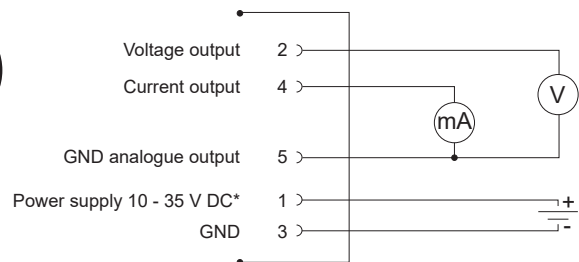 Voltage output 2
Current output 4
V
mA
GND analogue output 5
Power supply 10 - 35 V DC* 1 +
GND 3 -